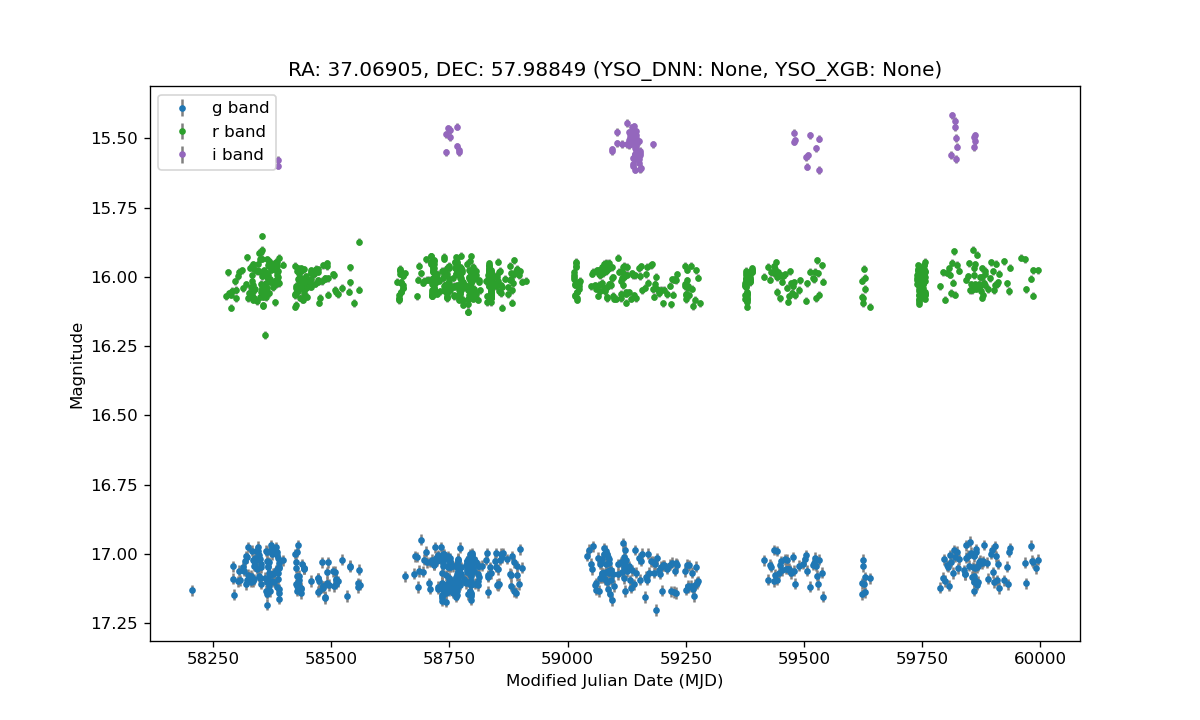 RA: 37.06905, DEC: 57.98849 (YSO_DNN: None, YSO_XGB: None)
g band
r band
i band
15.50
15.75
16.00
16.25
16.50
16.75
17.00
17.25
Magnitude
58250 58500 58750 59000 59250 59500 59750 60000
Modified Julian Date (MJD)